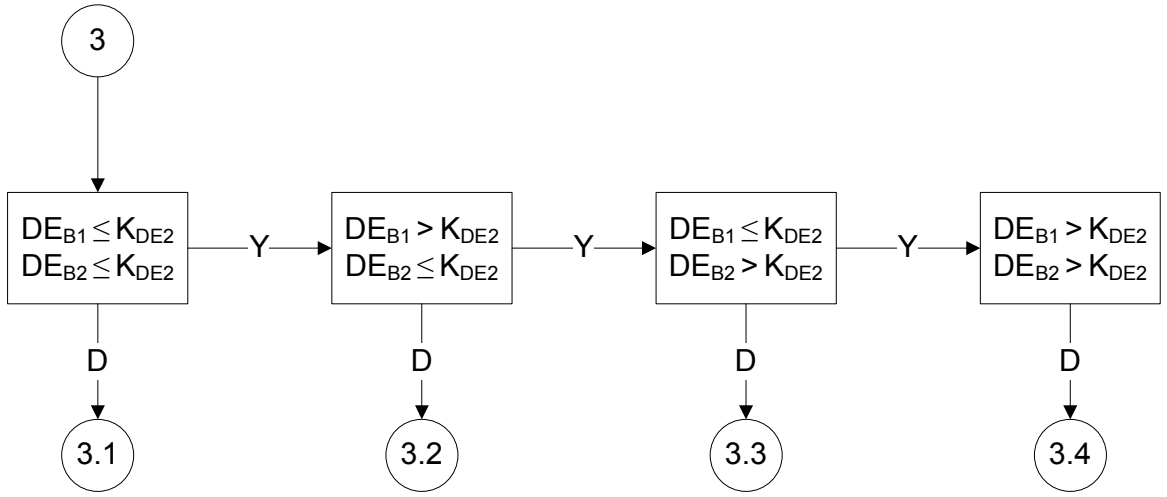 3
DE_B1 ≤ K_DE2
DE_B2 ≤ K_DE2
Y
DE_B1 > K_DE2
DE_B2 ≤ K_DE2
Y
DE_B1 ≤ K_DE2
DE_B2 > K_DE2
Y
DE_B1 > K_DE2
DE_B2 > K_DE2
D
D
D
D
3.1
3.2
3.3
3.4